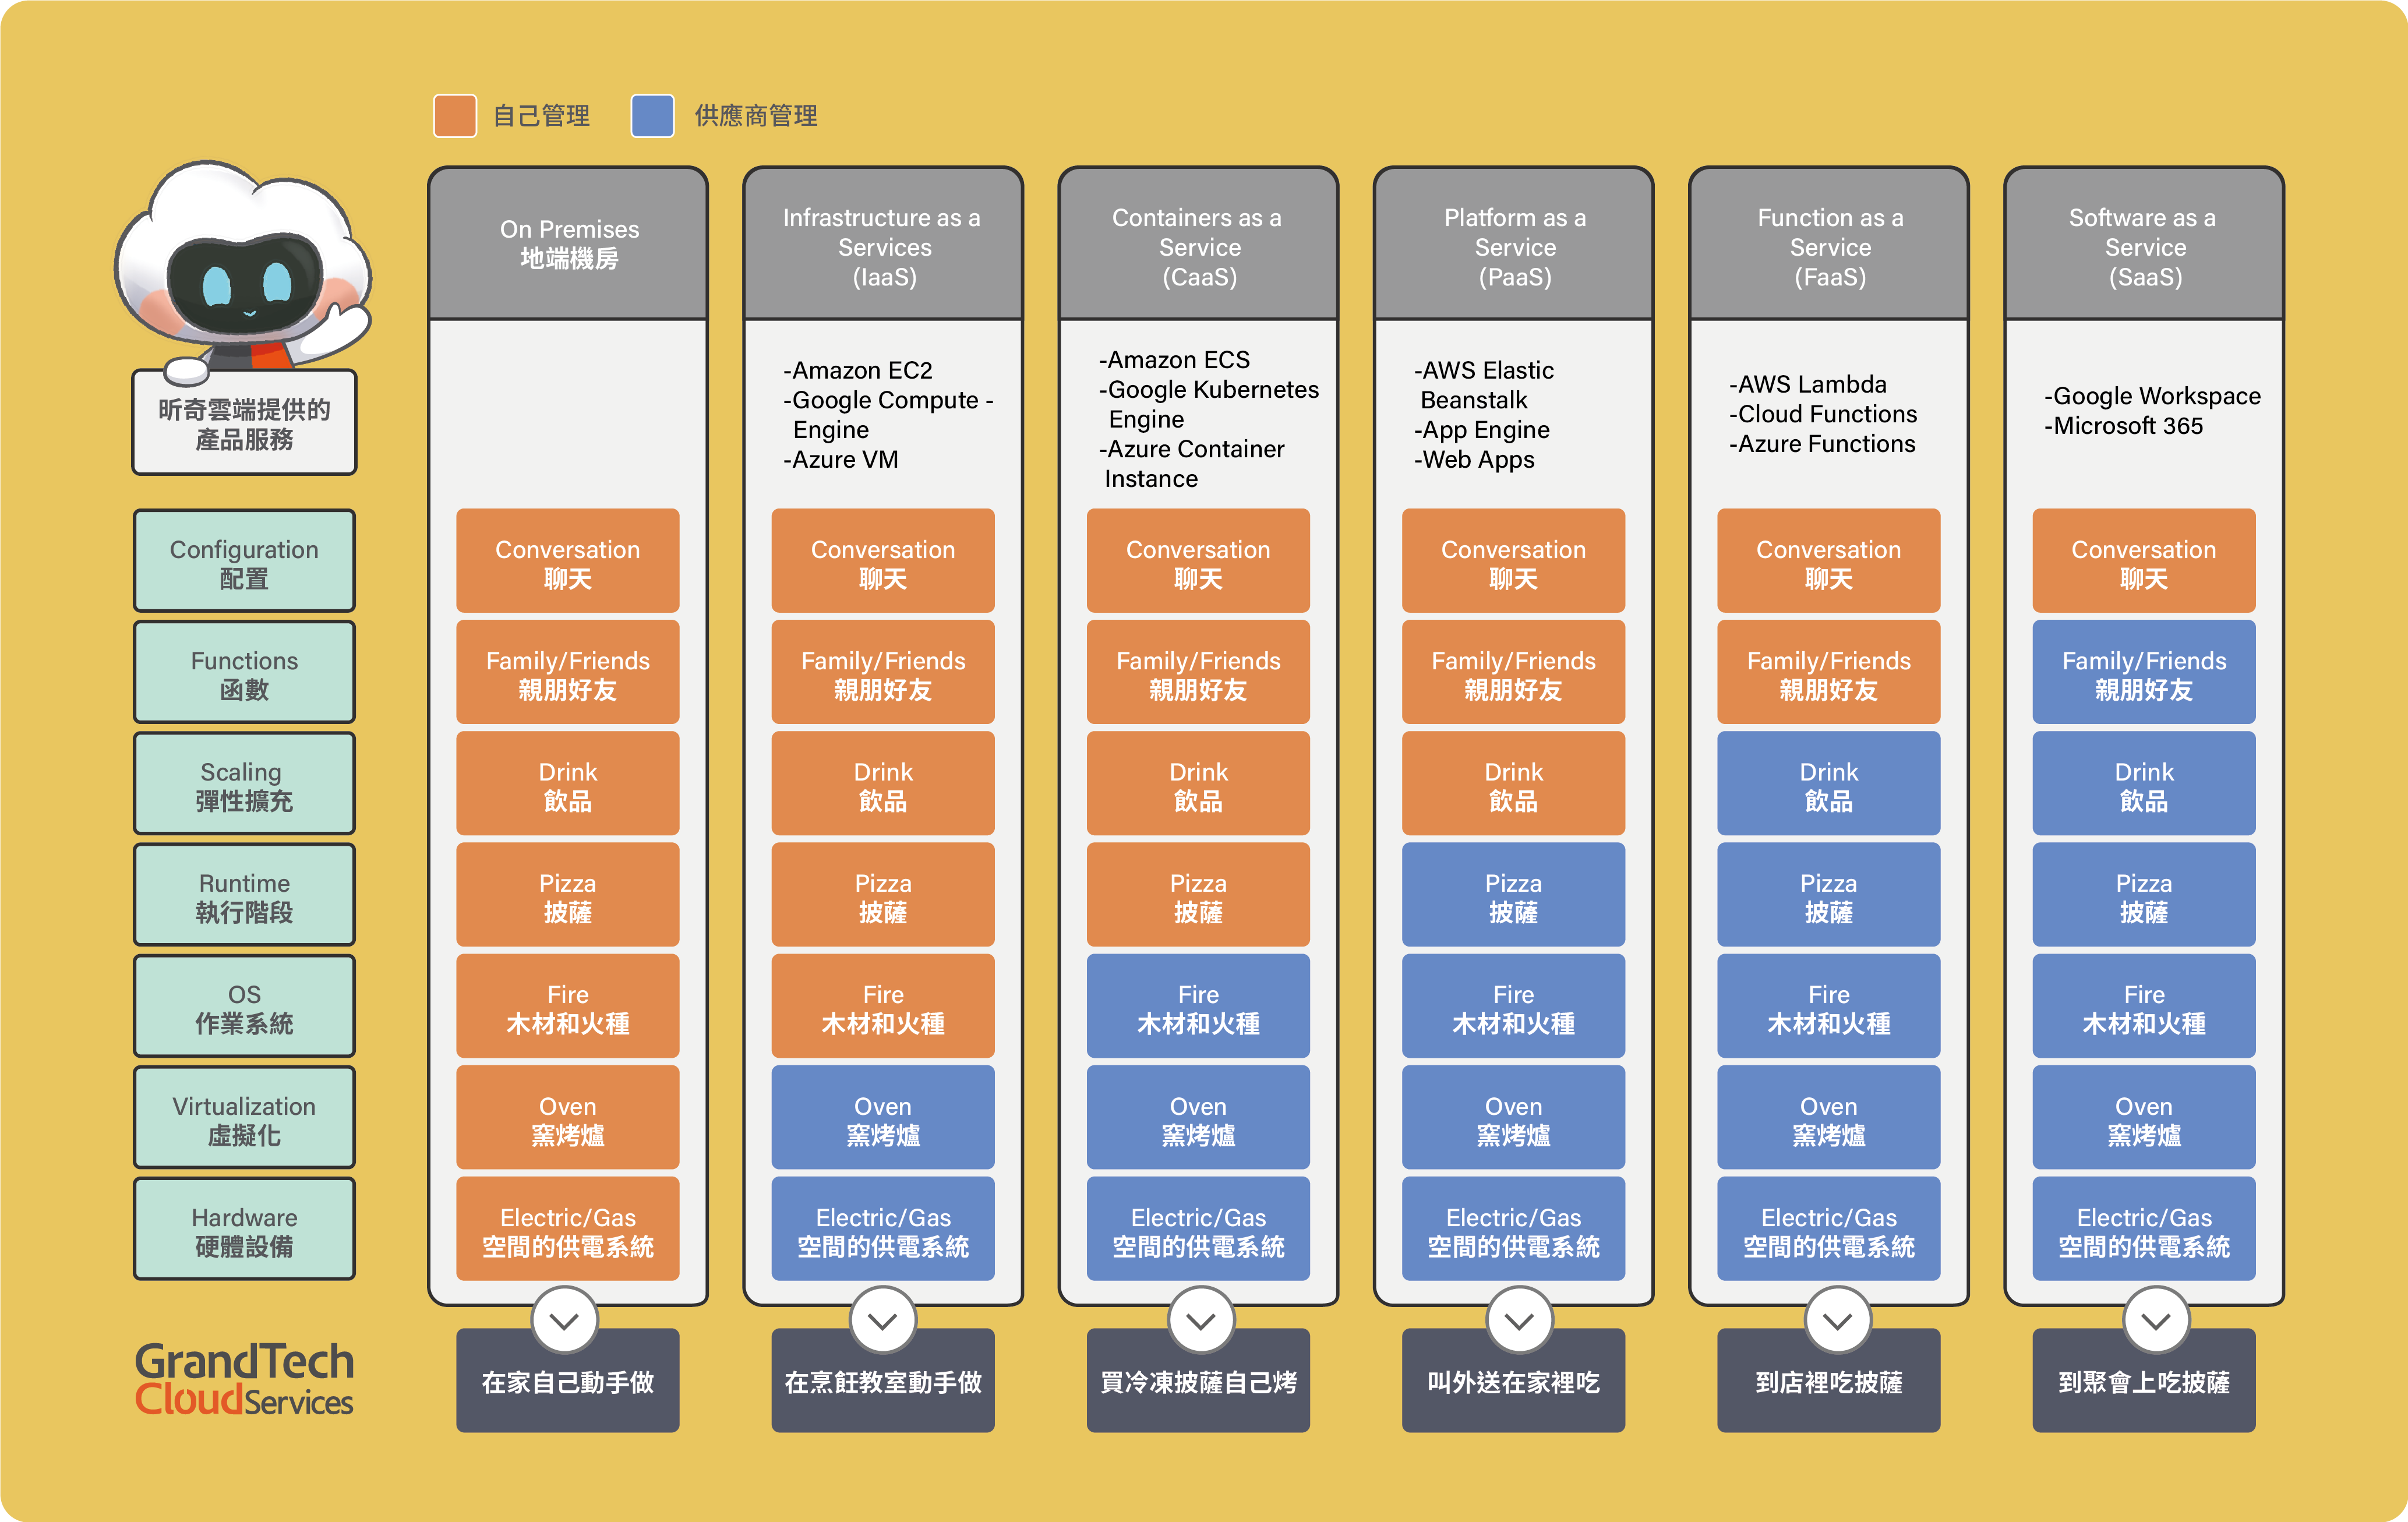 自己管理
供應商管理
On Premises
地端機房
Infrastructure as a
Services
(IaaS)
Containers as a
Service
(CaaS)
Platform as a
Service
(PaaS)
Function as a
Service
(FaaS)
Software as a
Service
(SaaS)
昕奇雲端提供的
產品服務
-Amazon EC2
-Google Compute -
Engine
-Azure VM
-Amazon ECS
-Google Kubernetes
Engine
-Azure Container
Instance
-AWS Elastic
Beanstalk
-App Engine
-Web Apps
-AWS Lambda
-Cloud Functions
-Azure Functions
-Google Workspace
-Microsoft 365
Configuration
配置
Conversation
聊天
Conversation
聊天
Conversation
聊天
Conversation
聊天
Conversation
聊天
Conversation
聊天
Functions
函數
Family/Friends
親朋好友
Family/Friends
親朋好友
Family/Friends
親朋好友
Family/Friends
親朋好友
Family/Friends
親朋好友
Family/Friends
親朋好友
Scaling
彈性擴充
Drink
飲品
Drink
飲品
Drink
飲品
Drink
飲品
Drink
飲品
Drink
飲品
Runtime
執行階段
Pizza
披薩
Pizza
披薩
Pizza
披薩
Pizza
披薩
Pizza
披薩
Pizza
披薩
OS
作業系統
Fire
木材和火種
Fire
木材和火種
Fire
木材和火種
Fire
木材和火種
Fire
木材和火種
Fire
木材和火種
Virtualization
虛擬化
Oven
窯烤爐
Oven
窯烤爐
Oven
窯烤爐
Oven
窯烤爐
Oven
窯烤爐
Oven
窯烤爐
Hardware
硬體設備
Electric/Gas
空間的供電系統
Electric/Gas
空間的供電系統
Electric/Gas
空間的供電系統
Electric/Gas
空間的供電系統
Electric/Gas
空間的供電系統
Electric/Gas
空間的供電系統
GrandTech
CloudServices
在家自己動手做
在烹飪教室動手做
買冷凍披薩自己烤
叫外送在家裡吃
到店裡吃披薩
到聚會上吃披薩